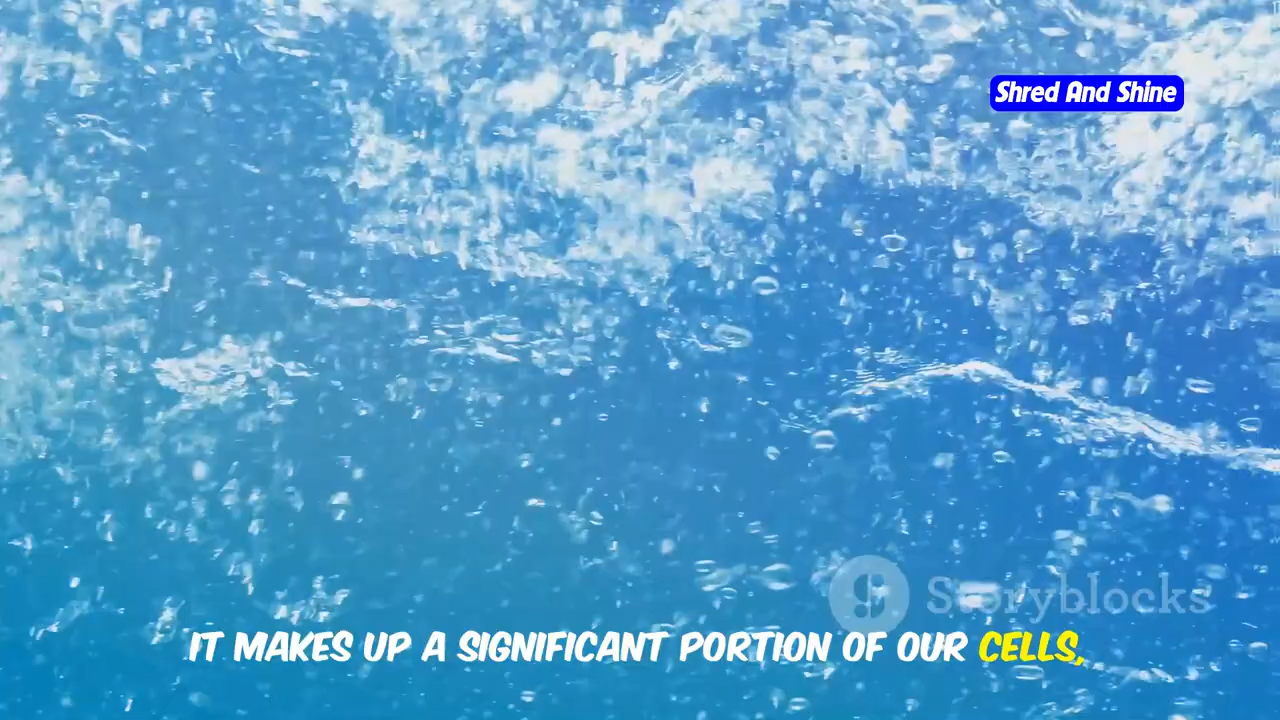 Shred And Shine
Storyblocks
IT MAKES UP A SIGNIFICANT PORTION OF OUR CELLS,